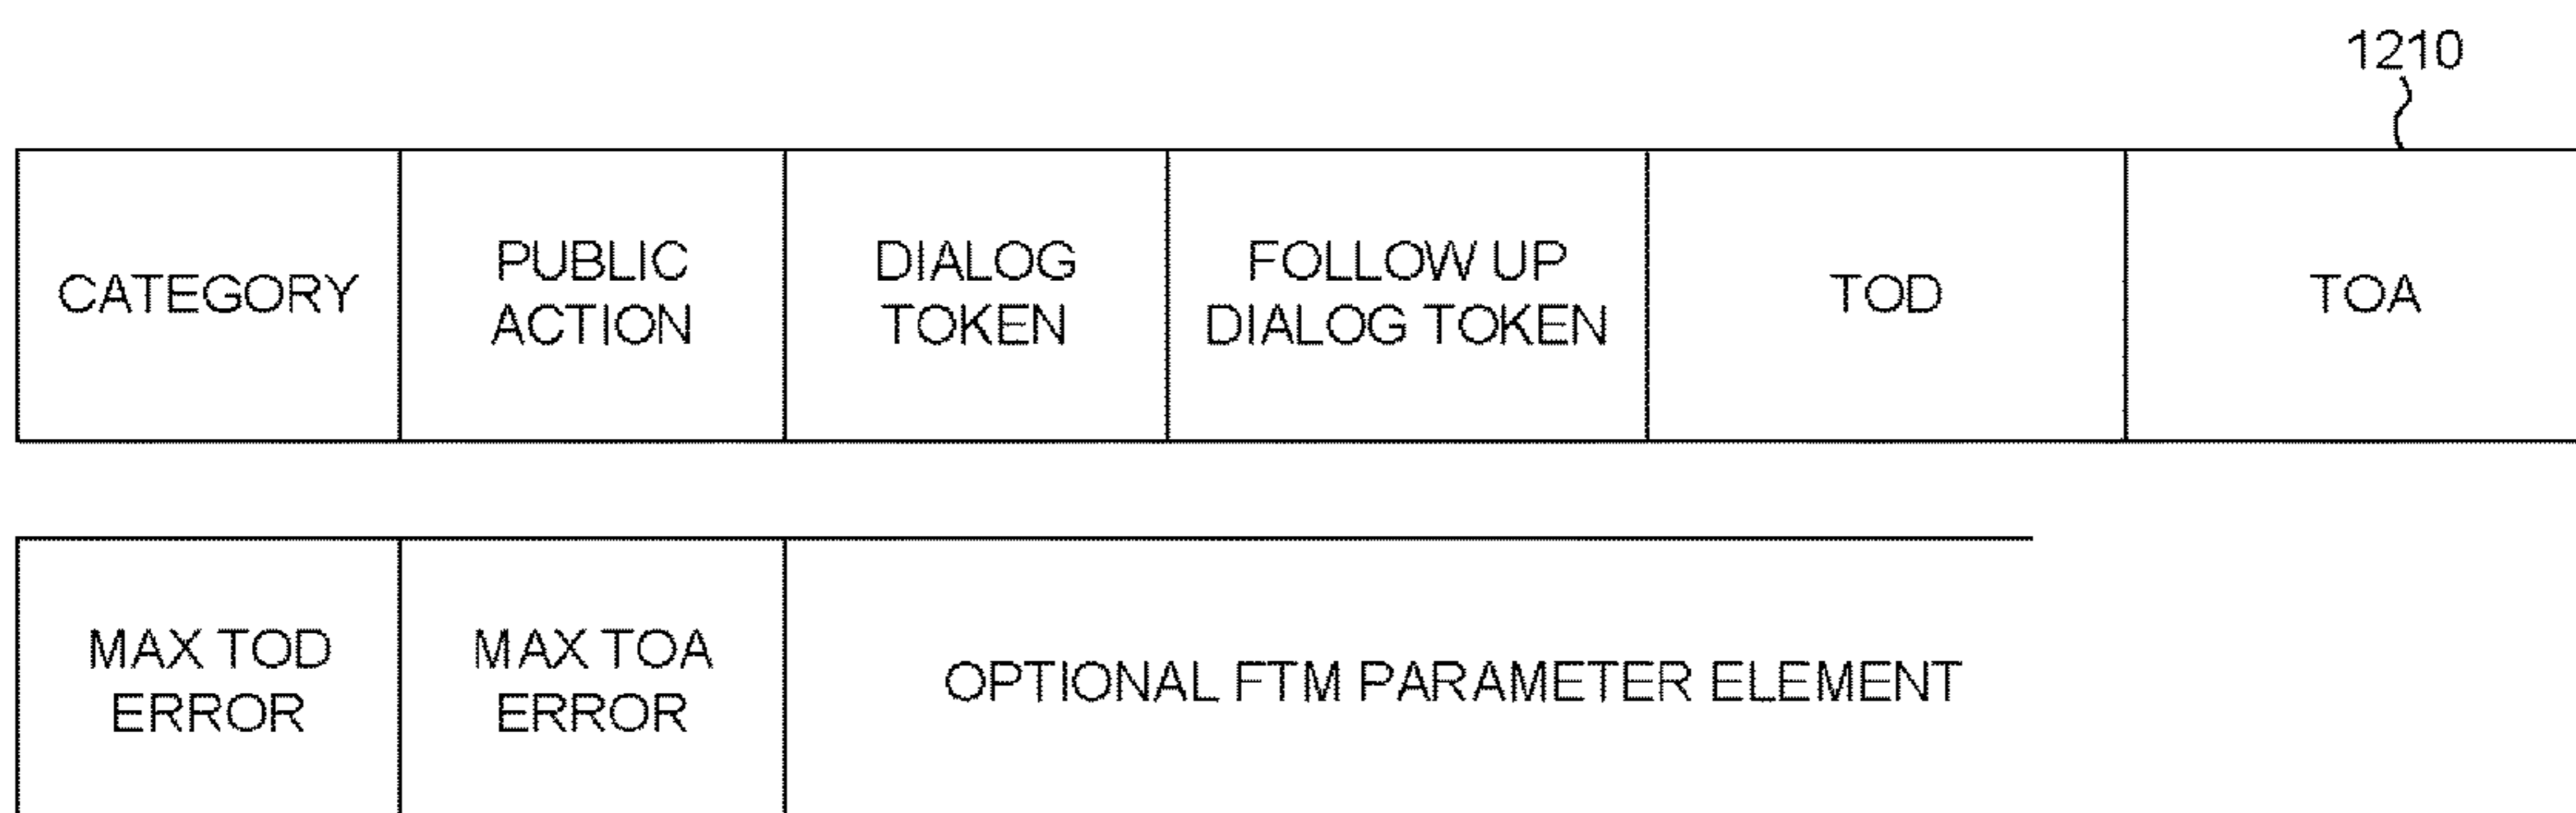 1210
CATEGORY
PUBLIC
ACTION
DIALOG
TOKEN
FOLLOW UP
DIALOG TOKEN
TOD
TOA
MAX TOD
ERROR
MAX TOA
ERROR
OPTIONAL FTM PARAMETER ELEMENT